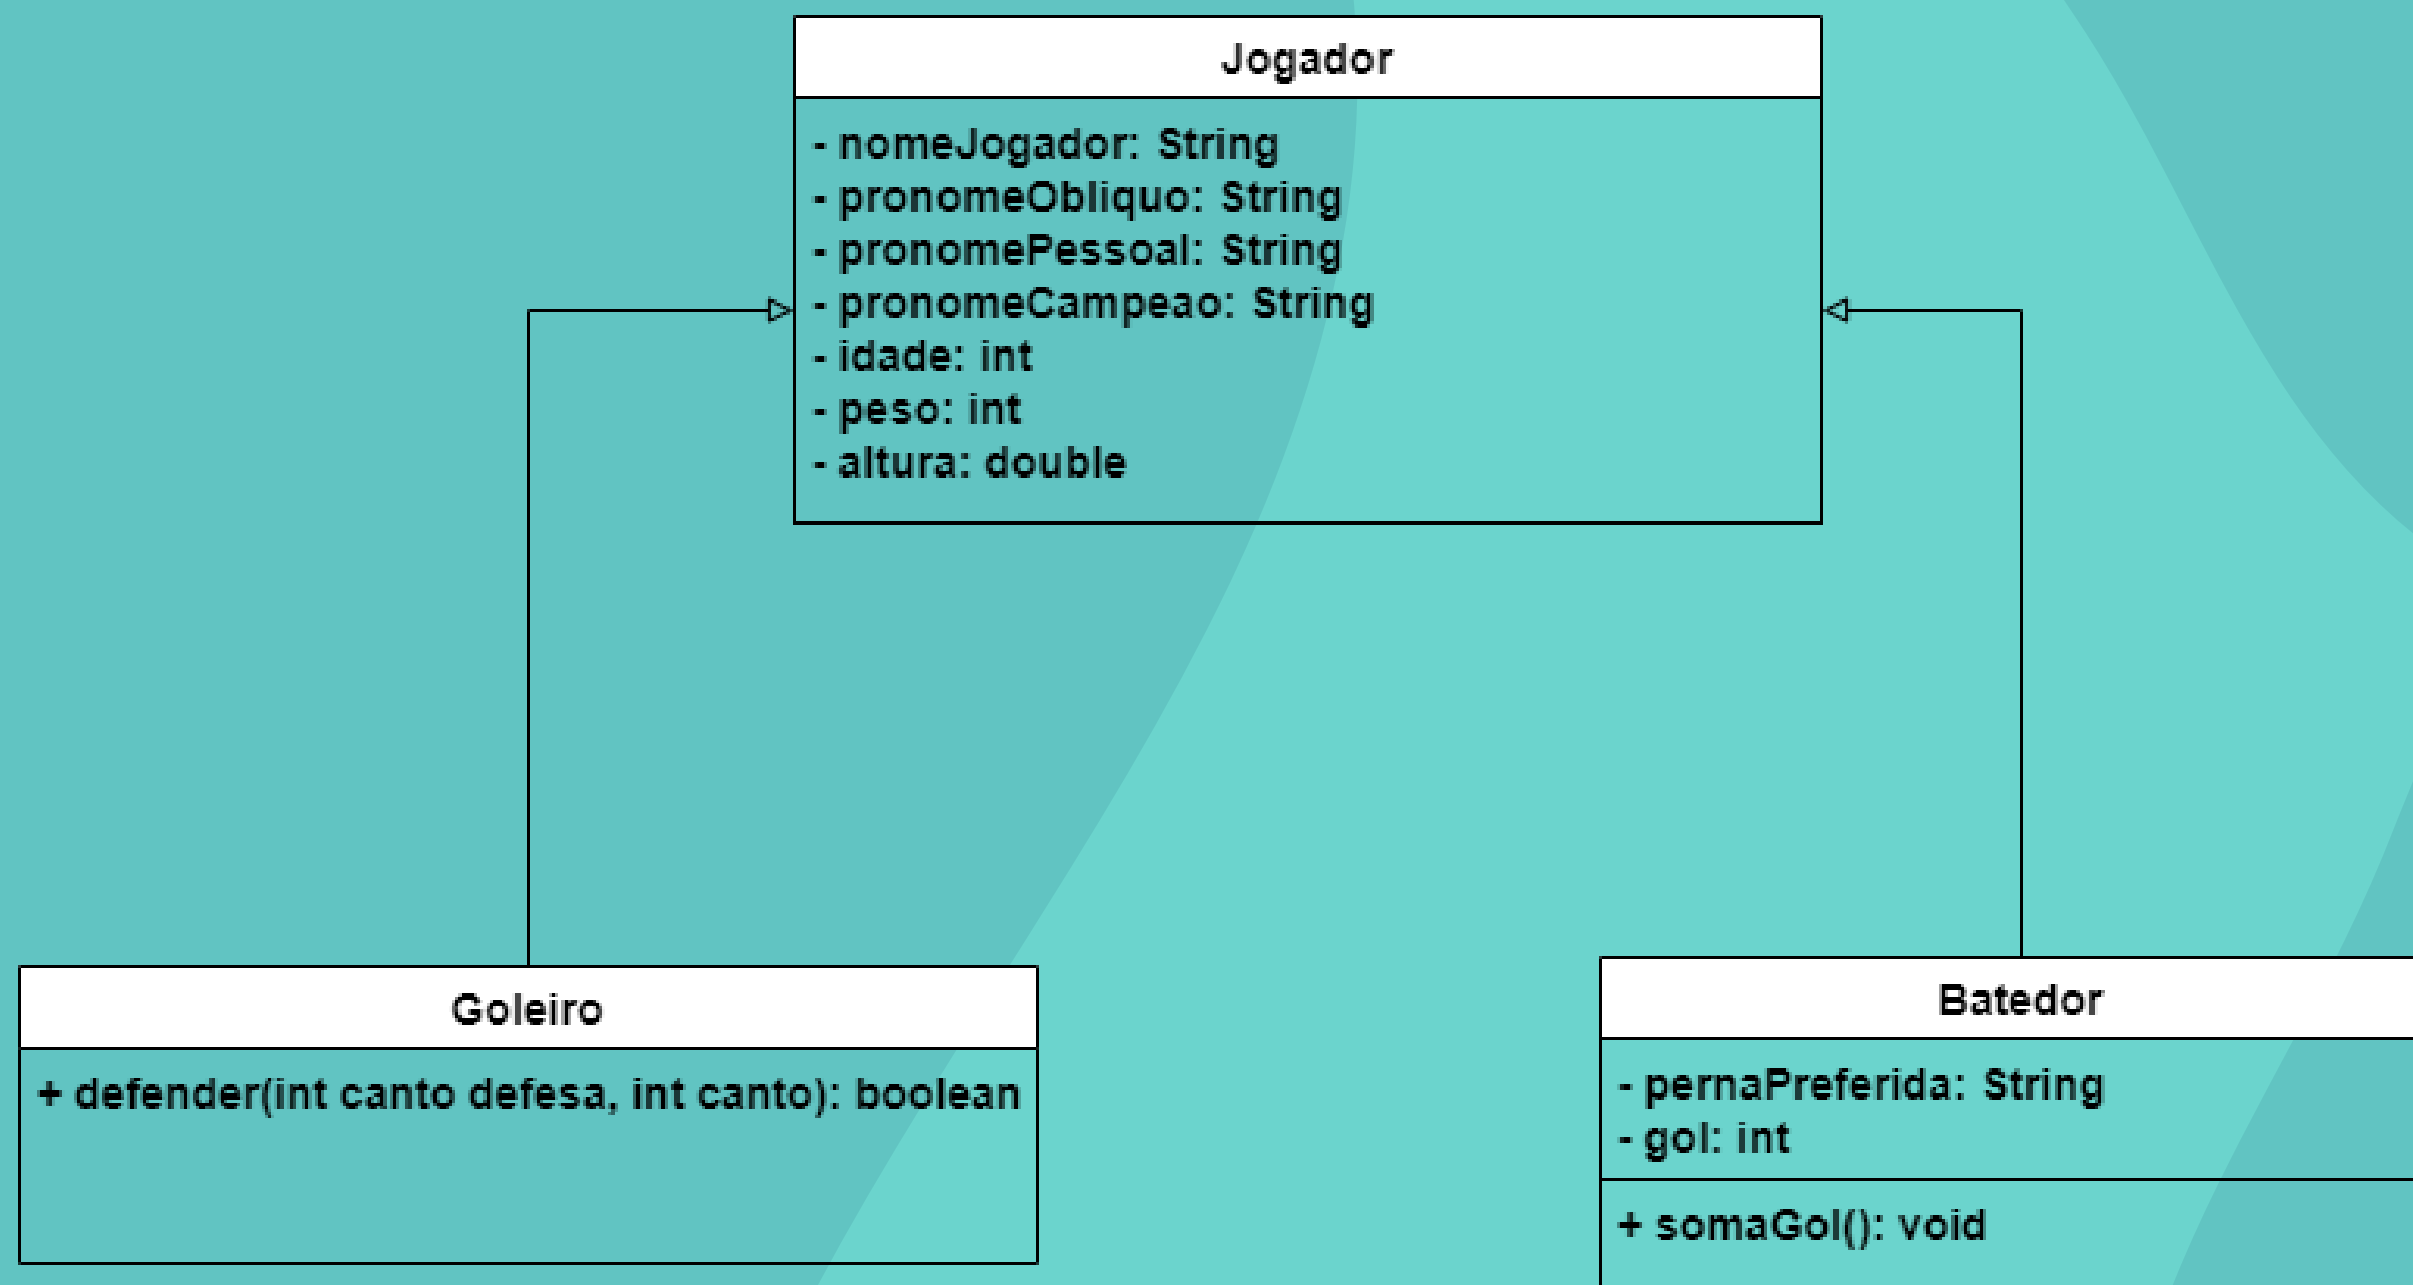 Jogador
- nomeJogador: String
- pronomeObliquo: String
- pronomePessoal: String
- pronomeCampeao: String
- idade: int
- peso: int
- altura: double
Goleiro
+ defender(int canto defesa, int canto): boolean
Batedor
- pernaPreferida: String
- gol: int
+ somaGol(): void